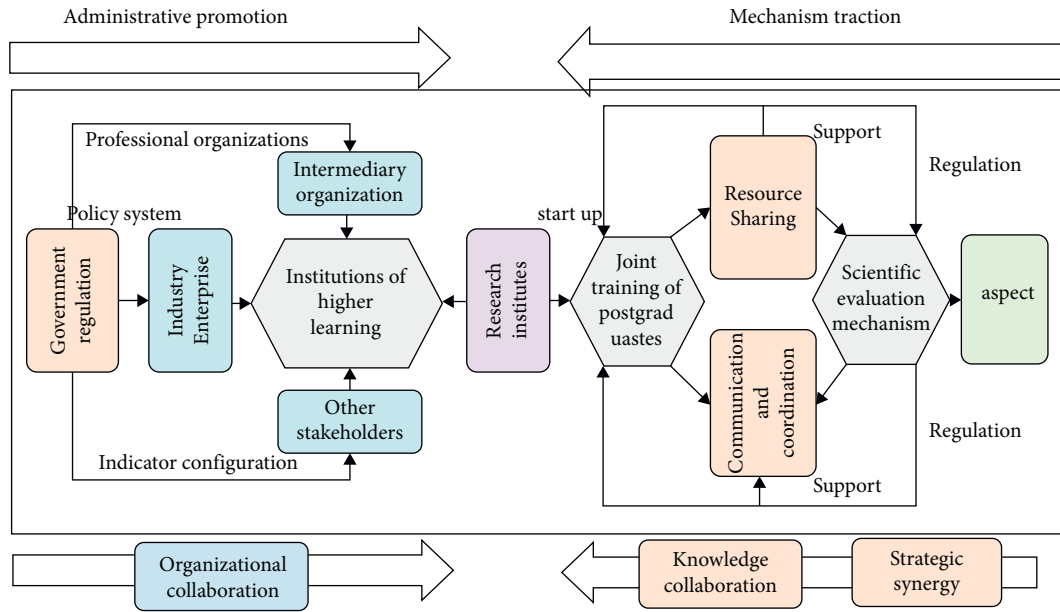 Administrative promotion
Mechanism traction
Professional organizations
Intermediary
organization
Policy system
Government
regulation
Industry
Enterprise
Institutions of
higher
learning
Other
stakeholders
Indicator configuration
Research
institutes
start up
Joint
training of
postgrad
uastes
Resource
Sharing
Support
Regulation
Communication
and
coordination
Scientific
evaluation
mechanism
aspect
Regulation
Support
Organizational
collaboration
Knowledge
collaboration
Strategic
synergy